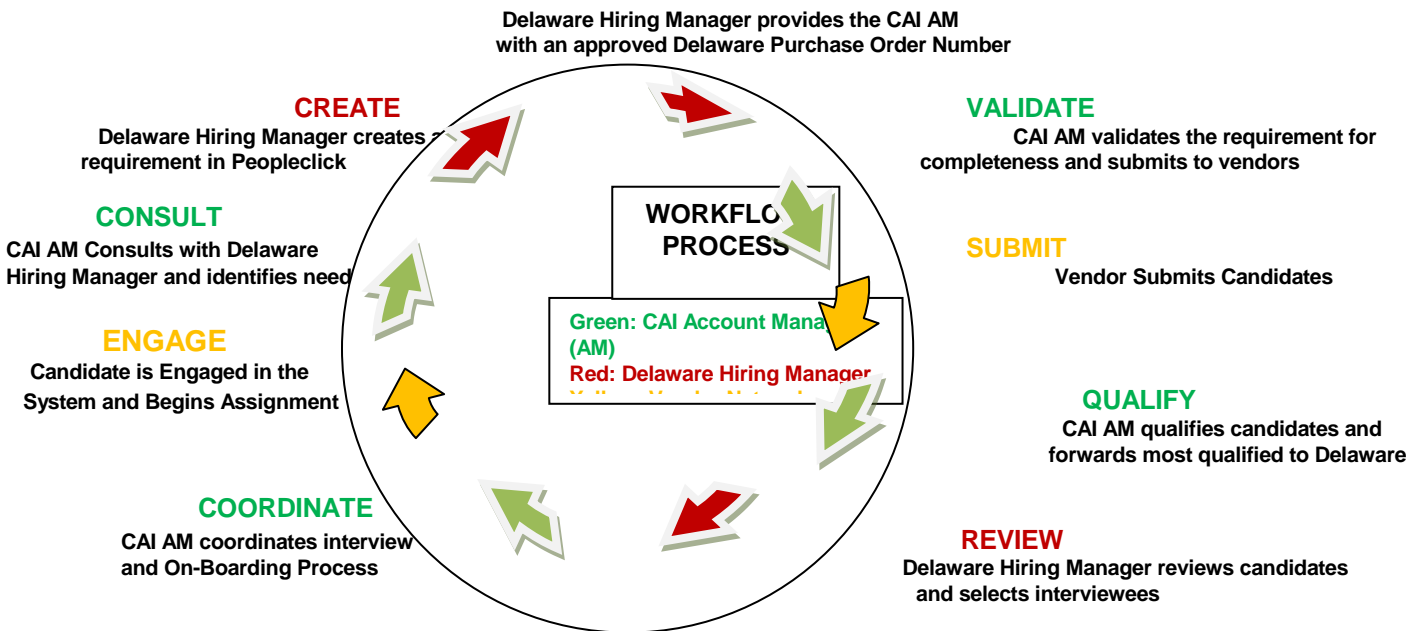 Delaware Hiring Manager provides the CAI AM
with an approved Delaware Purchase Order Number
CREATE
Delaware Hiring Manager creates a
requirement in Peopleclick
VALIDATE
CAI AM validates the requirement for
completeness and submits to vendors
CONSULT
CAI AM Consults with Delaware
Hiring Manager and identifies need
WORKFLO
PROCESS
SUBMIT
Vendor Submits Candidates
ENGAGE
Candidate is Engaged in the
System and Begins Assignment
Green: CAI Account Manag
(AM)
Red: Delaware Hiring Manager
QUALIFY
CAI AM qualifies candidates and
forwards most qualified to Delaware
COORDINATE
CAI AM coordinates interview
and On-Boarding Process
REVIEW
Delaware Hiring Manager reviews candidates
and selects interviewees